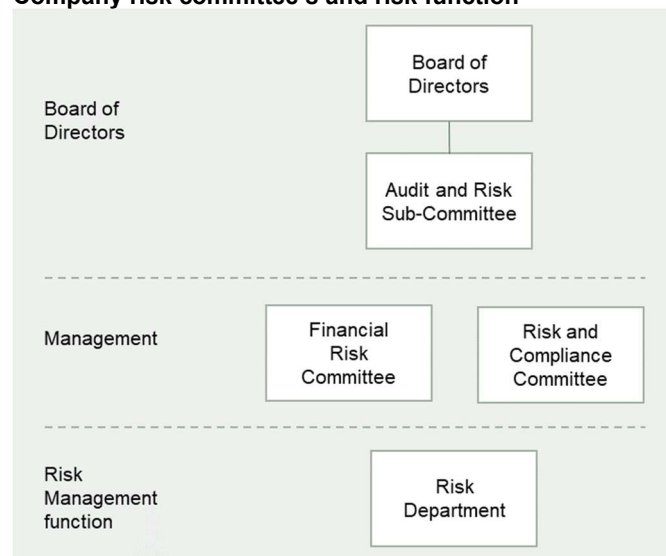 Company risk committee's and risk function
Board of
Directors
Board of
Directors
Audit and Risk
Sub-Committee
Management
Financial
Risk
Committee
Risk and
Compliance
Committee
Risk
Management
function
Risk
Department